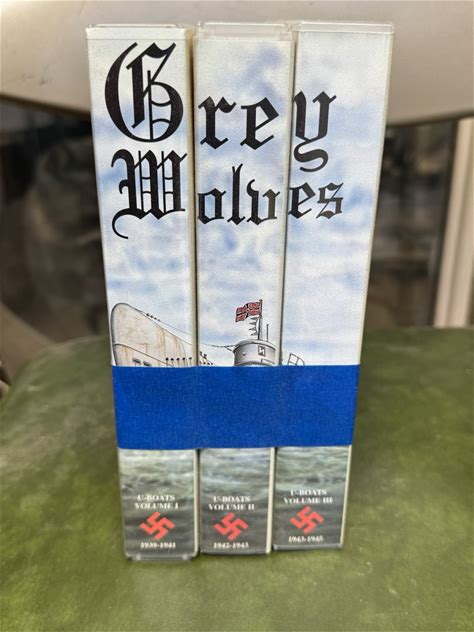 Grey
Wolves
U-BOATS
VOLUME I
1939-1941
U-BOATS
VOLUME II
1942-1943
U-BOATS
VOLUME III
1943-1945